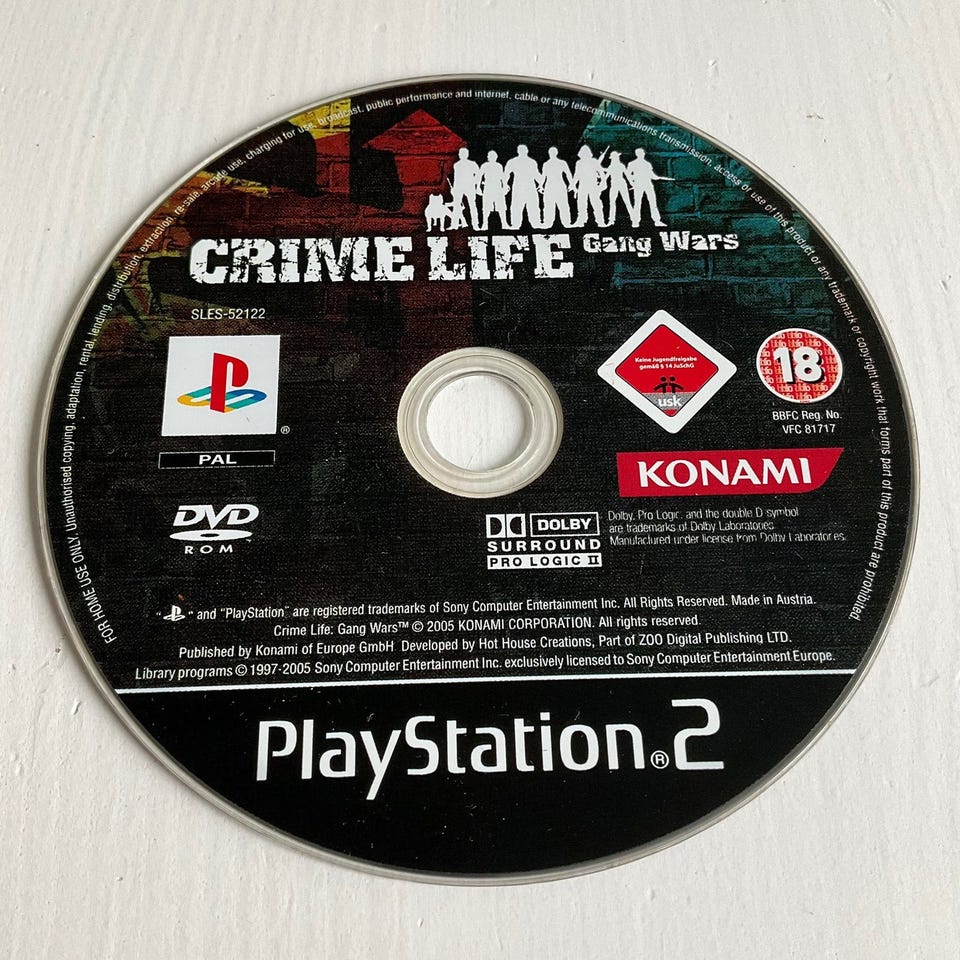 FOR HOME USE ONLY. Unauthorised copying, adaptation, rental, lending, distribution, extraction, re-sale, arcade use, charging for use, broadcast, public performance and internet, cable or any telecommunications transmission, access or use of this product or any trademark or copyright work that forms part of this product are prohibited.
CRIME LIFE Gang Wars
SLES-52122
®
PAL
DVD
ROM
Keine Jugendfreigabe
gemäß § 14 JuSchG
usk
bbfc
18
BBFC Reg. No.
VFC 81717
KONAMI
DOLBY
SURROUND
PRO LOGIC II
Dolby, Pro Logic, and the double D symbol
are trademarks of Dolby Laboratories.
Manufactured under license from Dolby Laboratories.
" " and "PlayStation" are registered trademarks of Sony Computer Entertainment Inc. All Rights Reserved. Made in Austria.
Crime Life: Gang Wars™ © 2005 KONAMI CORPORATION. All rights reserved.
Published by Konami of Europe GmbH Developed by Hot House Creations, Part of ZOO Digital Publishing LTD.
Library programs © 1997-2005 Sony Computer Entertainment Inc. exclusively licensed to Sony Computer Entertainment Europe.
PlayStation®2